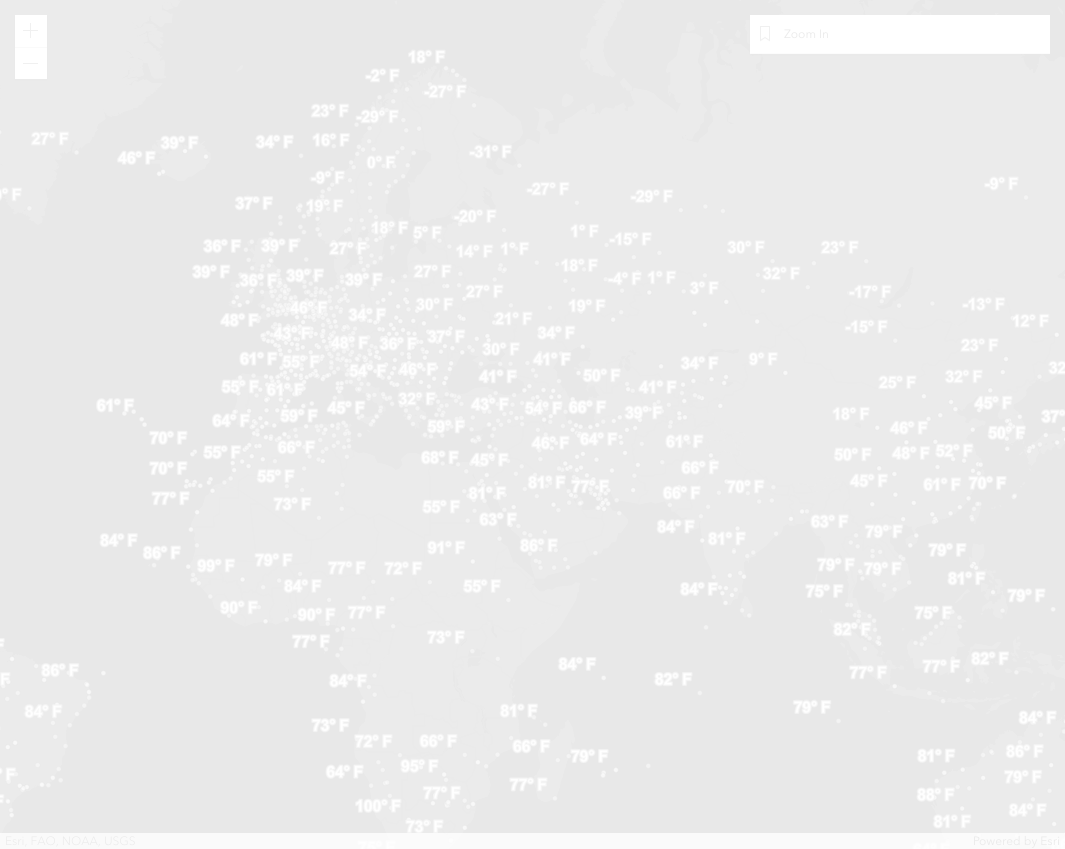 Zoom In
18° F
-2° F
-27° F
23° F
-29° F
27° F
39° F
34° F
16° F
46° F
0° F
-31° F
-9° F
-27° F
-29° F
-9° F
37° F
19° F
-20° F
18° F
5° F
1° F
-15° F
36° F
39° F
27° F
14° F
1° F
30° F
23° F
39° F
36° F
39° F
39° F
27° F
18° F
-4° F
1° F
3° F
32° F
-17° F
46° F
34° F
30° F
27° F
19° F
-13° F
48° F
43° F
21° F
-15° F
12° F
48° F
36° F
37° F
30° F
34° F
23° F
61° F
55° F
54° F
46° F
41° F
41° F
50° F
34° F
9° F
32
55° F
61° F
41° F
25° F
32° F
61° F
64° F
59° F
45° F
32° F
43° F
54° F
66° F
39° F
18° F
45° F
37°
70° F
55° F
66° F
59° F
46° F
64° F
61° F
46° F
50° F
70° F
55° F
68° F
45° F
66° F
50° F
48° F
52° F
77° F
73° F
81° F
81° F
77° F
66° F
70° F
45° F
61° F
70° F
84° F
86° F
55° F
63° F
84° F
81° F
63° F
79° F
99° F
79° F
77° F
72° F
91° F
86° F
79° F
79° F
79° F
84° F
55° F
84° F
75° F
81° F
79° F
90° F
90° F
77° F
82° F
75° F
77° F
73° F
86° F
84° F
84° F
82° F
77° F
77° F
82° F
84° F
73° F
81° F
79° F
84° F
72° F
66° F
66° F
79° F
81° F
86° F
64° F
95° F
77° F
79° F
100° F
77° F
88° F
84° F
73° F
81° F
Esri, FAO, NOAA, USGS
Powered by Esri